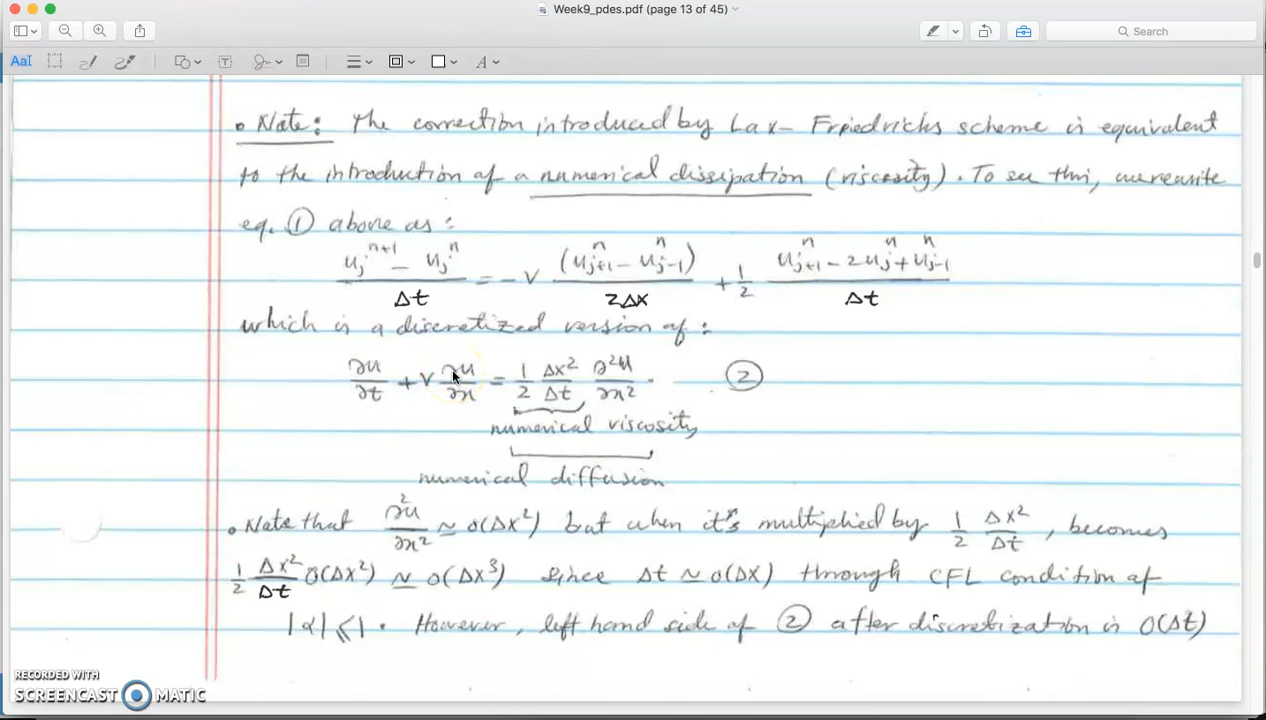 Week9_pdes.pdf (page 13 of 45)
Search
AaI
T
A
• Note: The correction introduced by Lax-Friedrichs scheme is equivalent
to the introduction of a numerical dissipation (viscosity). To see this, we rewrite
eq. ① above as:
(u_j^{n+1} - u_j^n)/Δt = -v (u_{j+1}^n - u_{j-1}^n)/2Δx + 1/2 (u_{j+1}^n - 2u_j^n + u_{j-1}^n)/Δt
which is a discretized version of:
∂u/∂t + v ∂u/∂x = 1/2 Δx²/Δt ∂²u/∂x². ②
numerical viscosity
numerical diffusion
• Note that ∂²u/∂x² ≈ O(Δx²) but when it's multiplied by 1/2 Δx²/Δt, becomes
1/2 Δx²/Δt O(Δx²) ≈ O(Δx³) since Δt ≈ O(Δx) through CFL condition of
|α| ≤ 1. However, left hand side of ② after discretization is O(Δt)
RECORDED WITH
SCREENCAST MATIC